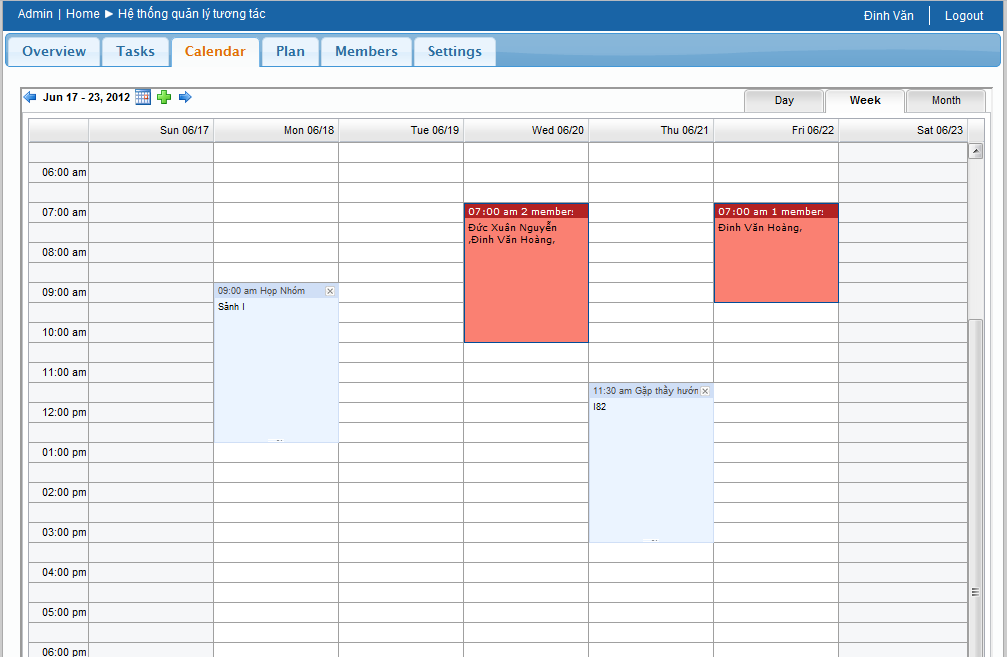 Admin | Home ► Hệ thống quản lý tương tác
Đinh Văn | Logout
Overview Tasks Calendar Plan Members Settings
Jun 17 - 23, 2012
Day Week Month
Sun 06/17 Mon 06/18 Tue 06/19 Wed 06/20 Thu 06/21 Fri 06/22 Sat 06/23
06:00 am
07:00 am
07:00 am 2 members
Đức Xuân Nguyễn
,Đinh Văn Hoàng,
07:00 am 1 members
Đinh Văn Hoàng,
08:00 am
09:00 am
09:00 am Họp Nhóm
Sảnh I
10:00 am
11:00 am
11:30 am Gặp thầy hướn
I82
12:00 pm
01:00 pm
02:00 pm
03:00 pm
04:00 pm
05:00 pm
06:00 pm